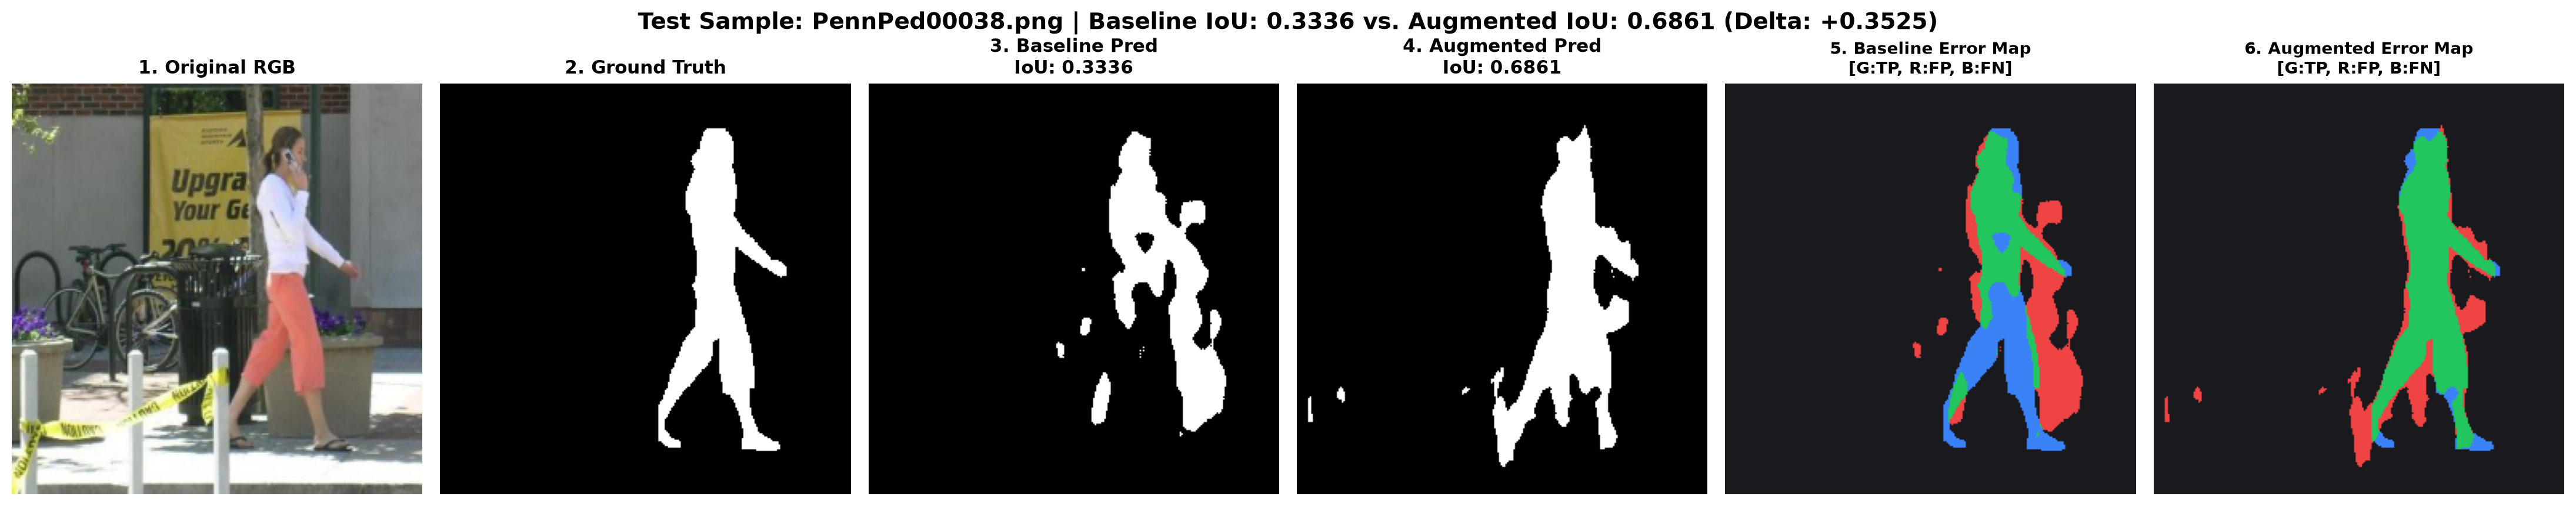 Test Sample: PennPed00038.png | Baseline IoU: 0.3336 vs. Augmented IoU: 0.6861 (Delta: +0.3525)
1. Original RGB
2. Ground Truth
3. Baseline Pred
IoU: 0.3336
4. Augmented Pred
IoU: 0.6861
5. Baseline Error Map
[G:TP, R:FP, B:FN]
6. Augmented Error Map
[G:TP, R:FP, B:FN]
Upgra
Your Ge
20%
CAUTION